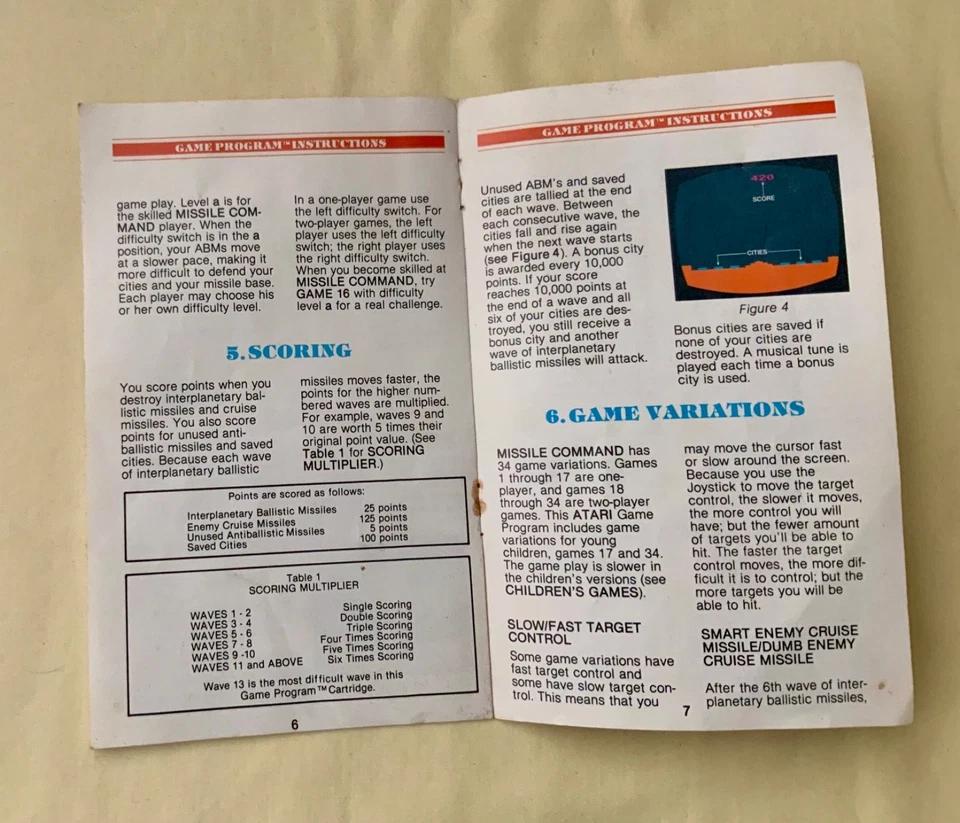 GAME PROGRAM™ INSTRUCTIONS
game play. Level a is for
the skilled MISSILE COM-
MAND player. When the
difficulty switch is in the a
position, your ABMs move
at a slower pace, making it
more difficult to defend your
cities and your missile base.
Each player may choose his
or her own difficulty level.
In a one-player game use
the left difficulty switch. For
two-player games, the left
player uses the left difficulty
switch; the right player uses
the right difficulty switch.
When you become skilled at
MISSILE COMMAND, try
GAME 16 with difficulty
level a for a real challenge.
5. SCORING
You score points when you
destroy interplanetary bal-
listic missiles and cruise
missiles. You also score
points for unused anti-
ballistic missiles and saved
cities. Because each wave
of interplanetary ballistic
missiles moves faster, the
points for the higher num-
bered waves are multiplied.
For example, waves 9 and
10 are worth 5 times their
original point value. (See
Table 1 for SCORING
MULTIPLIER.)
Points are scored as follows:
Interplanetary Ballistic Missiles 25 points
Enemy Cruise Missiles 125 points
Unused Antiballistic Missiles 5 points
Saved Cities 100 points
Table 1
SCORING MULTIPLIER
WAVES 1 - 2 Single Scoring
WAVES 3 - 4 Double Scoring
WAVES 5 - 6 Triple Scoring
WAVES 7 - 8 Four Times Scoring
WAVES 9 -10 Five Times Scoring
WAVES 11 and ABOVE Six Times Scoring
Wave 13 is the most difficult wave in this
Game Program™ Cartridge.
6
GAME PROGRAM™ INSTRUCTIONS
Unused ABM's and saved
cities are tallied at the end
of each wave. Between
each consecutive wave, the
cities fall and rise again
when the next wave starts
(see Figure 4). A bonus city
is awarded every 10,000
points. If your score
reaches 10,000 points at
the end of a wave and all
six of your cities are des-
troyed, you still receive a
bonus city and another
wave of interplanetary
ballistic missiles will attack.
420
SCORE
CITIES
Figure 4
Bonus cities are saved if
none of your cities are
destroyed. A musical tune is
played each time a bonus
city is used.
6. GAME VARIATIONS
MISSILE COMMAND has
34 game variations. Games
1 through 17 are one-
player, and games 18
through 34 are two-player
games. This ATARI Game
Program includes game
variations for young
children, games 17 and 34.
The game play is slower in
the children's versions (see
CHILDREN'S GAMES).
SLOW/FAST TARGET
CONTROL
Some game variations have
fast target control and
some have slow target con-
trol. This means that you
may move the cursor fast
or slow around the screen.
Because you use the
Joystick to move the target
control, the slower it moves,
the more control you will
have; but the fewer amount
of targets you'll be able to
hit. The faster the target
control moves, the more dif-
ficult it is to control; but the
more targets you will be
able to hit.
SMART ENEMY CRUISE
MISSILE/DUMB ENEMY
CRUISE MISSILE
After the 6th wave of inter-
planetary ballistic missiles,
7